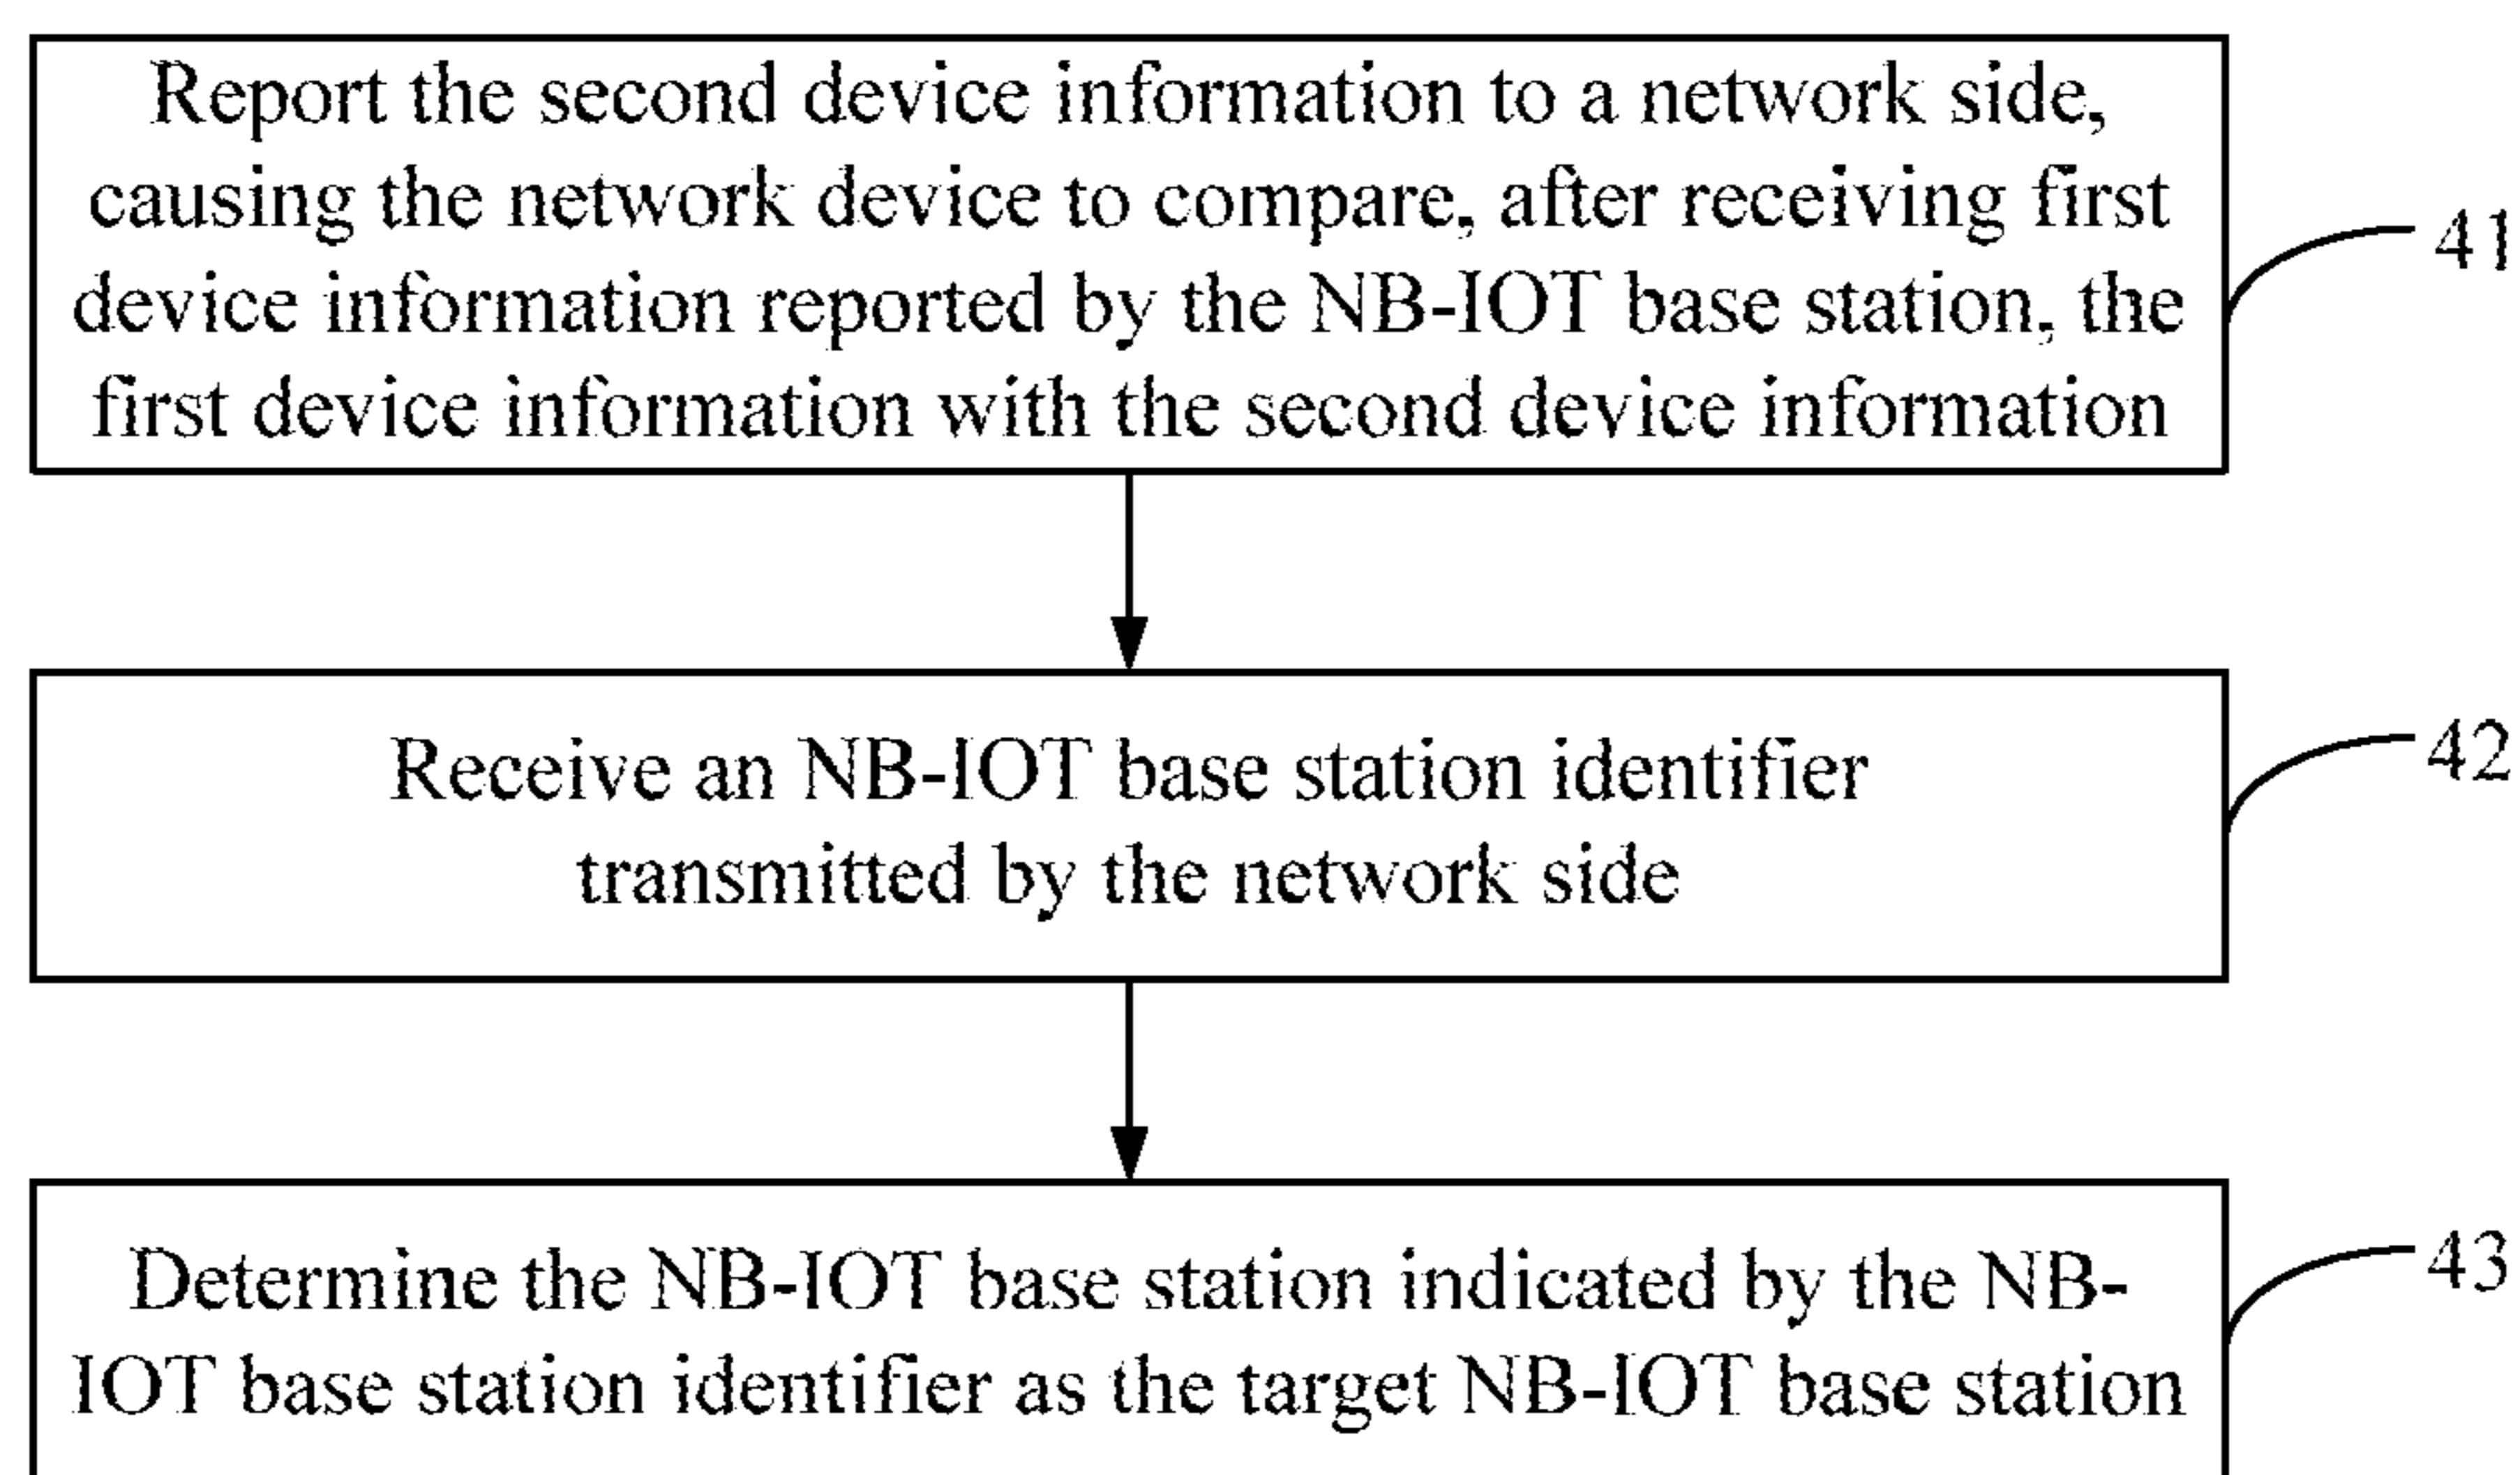 Report the second device information to a network side,
causing the network device to compare, after receiving first
device information reported by the NB-IOT base station, the
first device information with the second device information
41
Receive an NB-IOT base station identifier
transmitted by the network side
42
Determine the NB-IOT base station indicated by the NB-
IOT base station identifier as the target NB-IOT base station
43